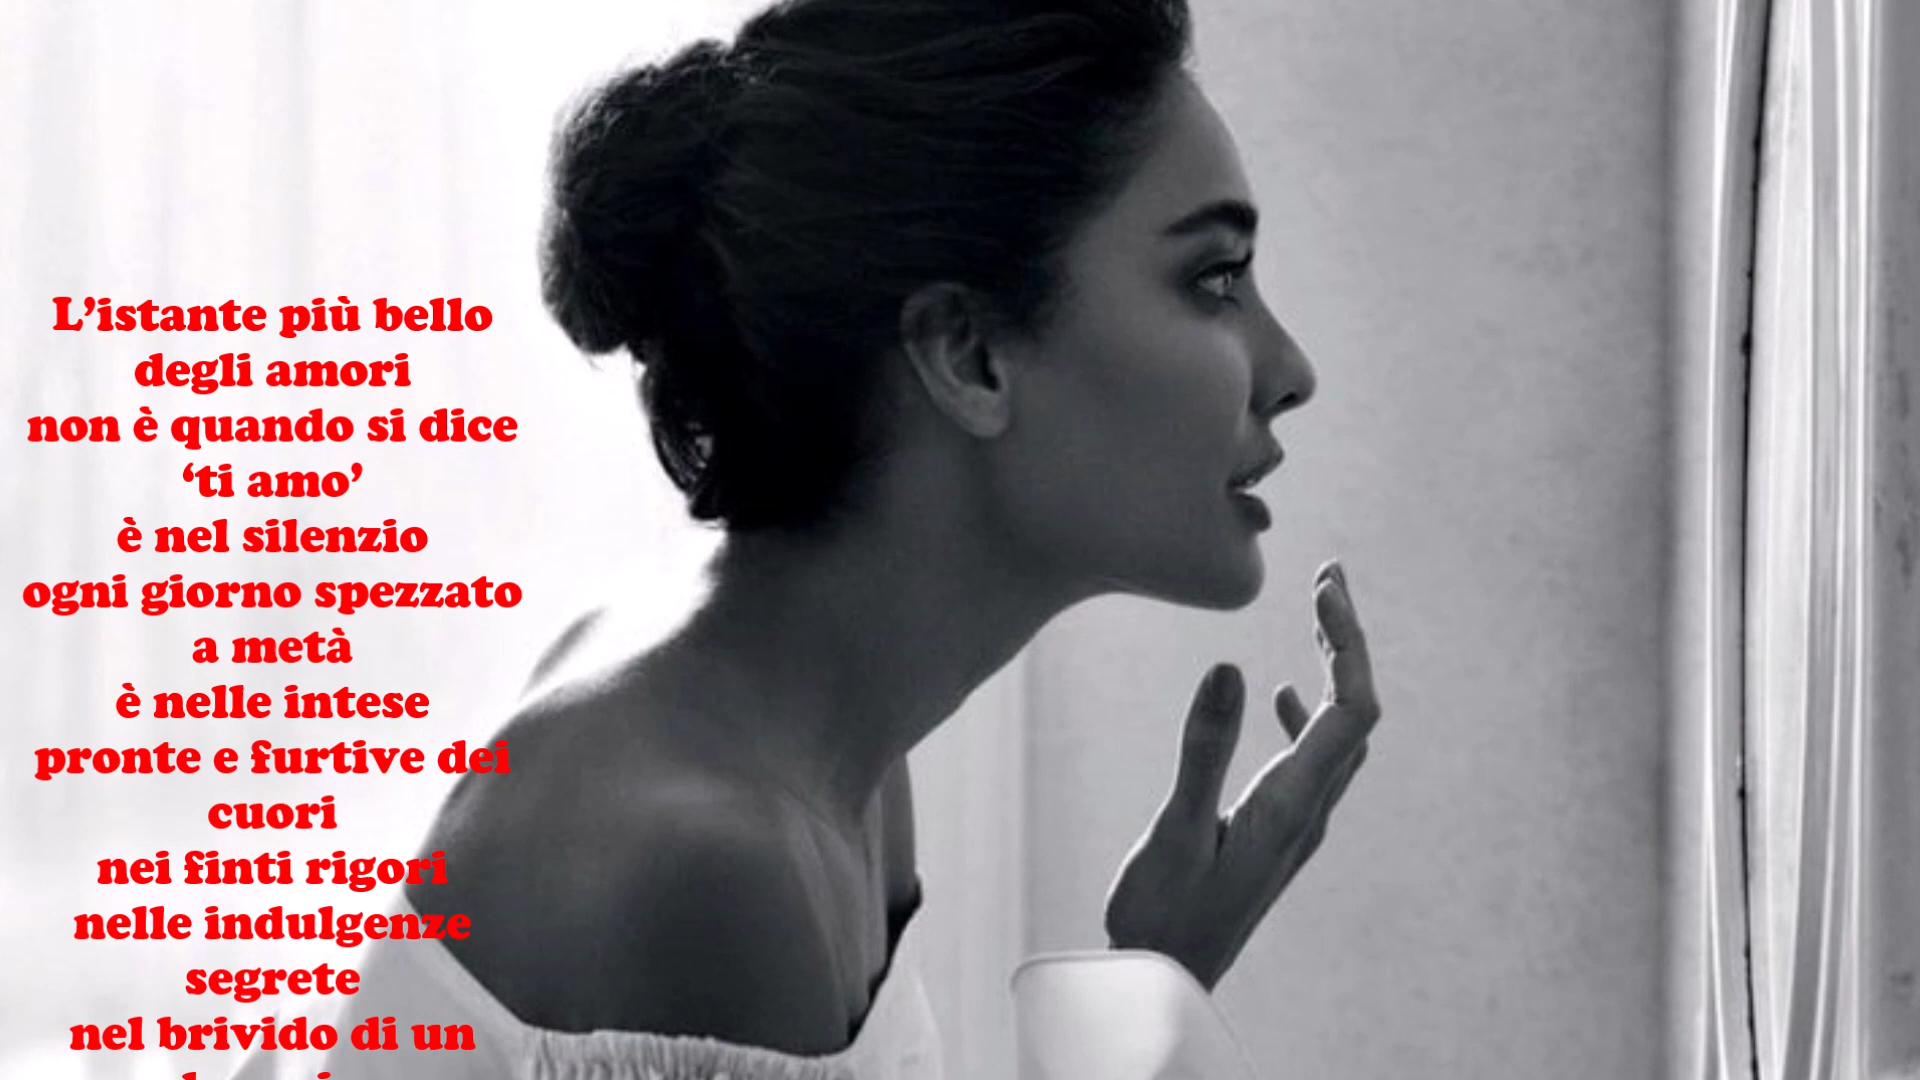 L’istante più bello
degli amori
non è quando si dice
‘ti amo’
è nel silenzio
ogni giorno spezzato
a metà
è nelle intese
pronte e furtive dei
cuori
nei finti rigori
nelle indulgenze
segrete
nel brivido di un